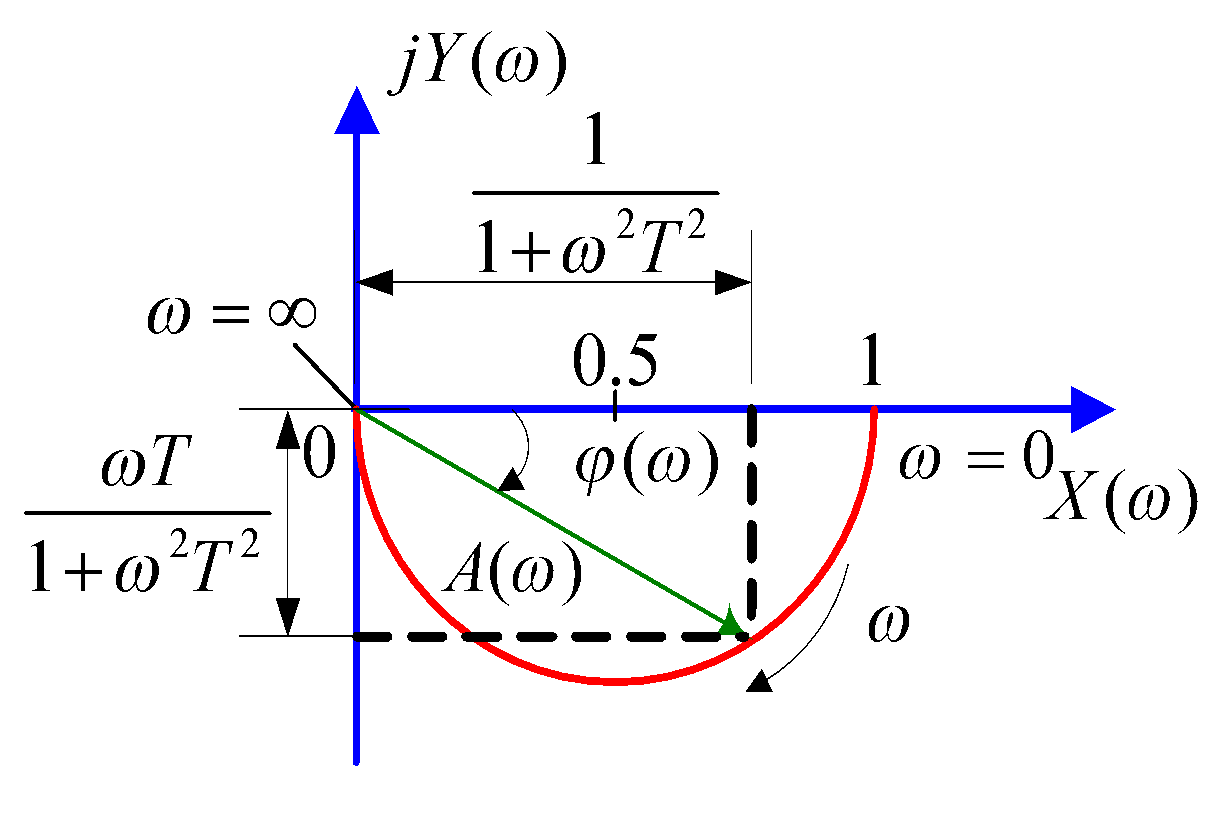 jY(ω)
1
1+ω²T²
ω = ∞
0.5
1
0
φ(ω)
ω = 0
X(ω)
ωT
1+ω²T²
A(ω)
ω